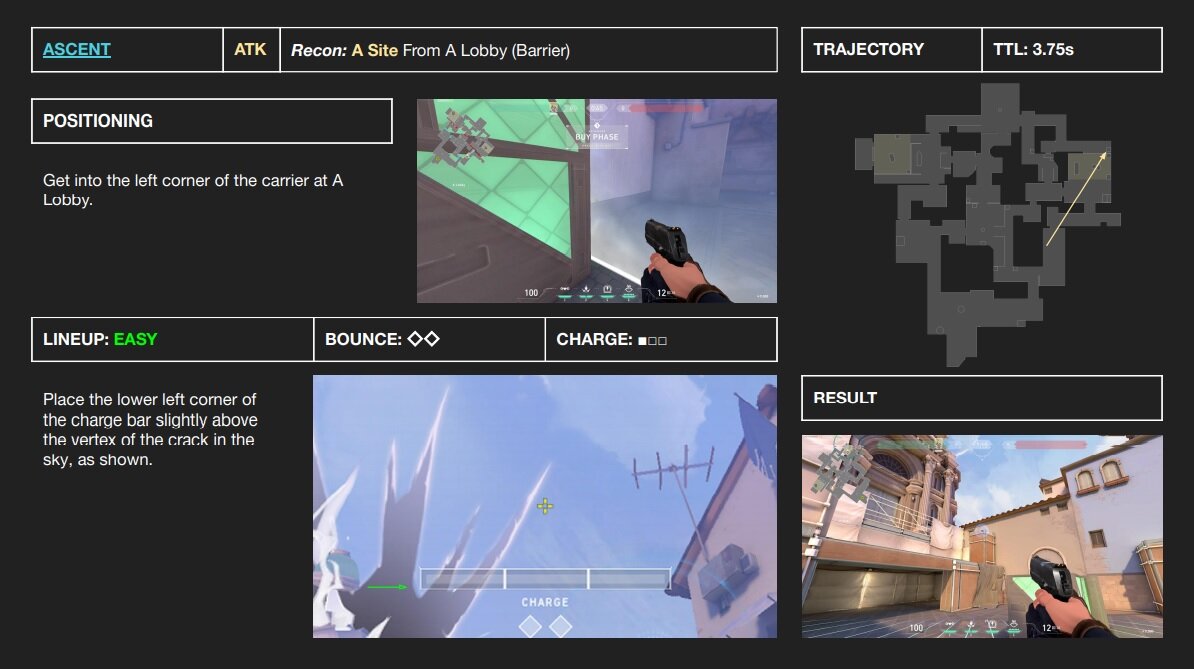 ASCENT
ATK
Recon: A Site From A Lobby (Barrier)
TRAJECTORY
TTL: 3.75s
POSITIONING
Get into the left corner of the carrier at A
Lobby.
BUY PHASE
100
12
LINEUP: EASY
BOUNCE: ◇◇
CHARGE: ■□□
Place the lower left corner of
the charge bar slightly above
the vertex of the crack in the
sky, as shown.
CHARGE
RESULT
100
12